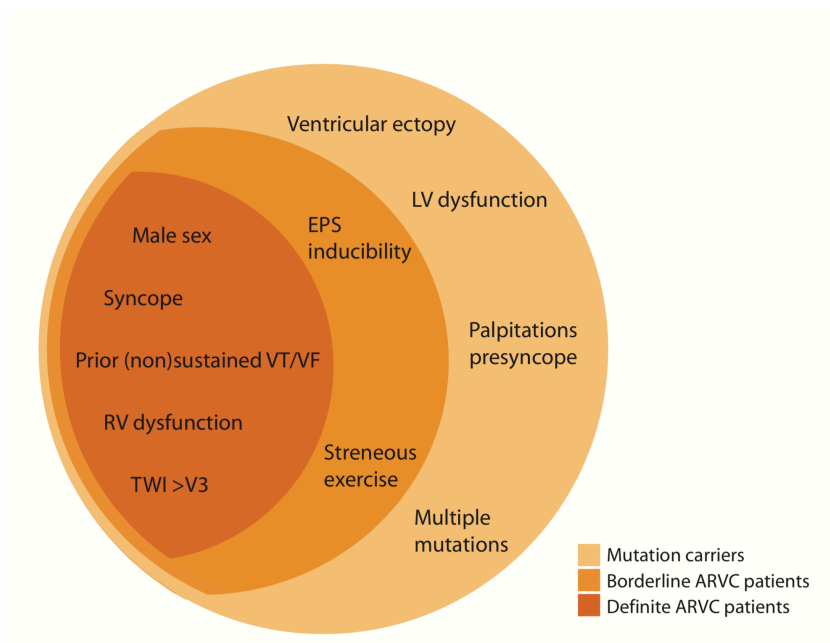 Ventricular ectopy
LV dysfunction
EPS
inducibility
Male sex
Syncope
Palpitations
presyncope
Prior (non)sustained VT/VF
RV dysfunction
Streneous
exercise
TWI >V3
Multiple
mutations
Mutation carriers
Borderline ARVC patients
Definite ARVC patients